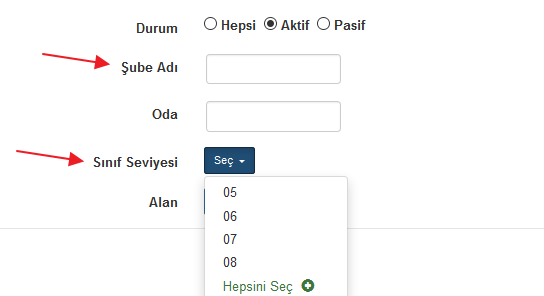 Durum Hepsi Aktif Pasif
Şube Adı
Oda
Sınıf Seviyesi Seç
Alan
05
06
07
08
Hepsini Seç